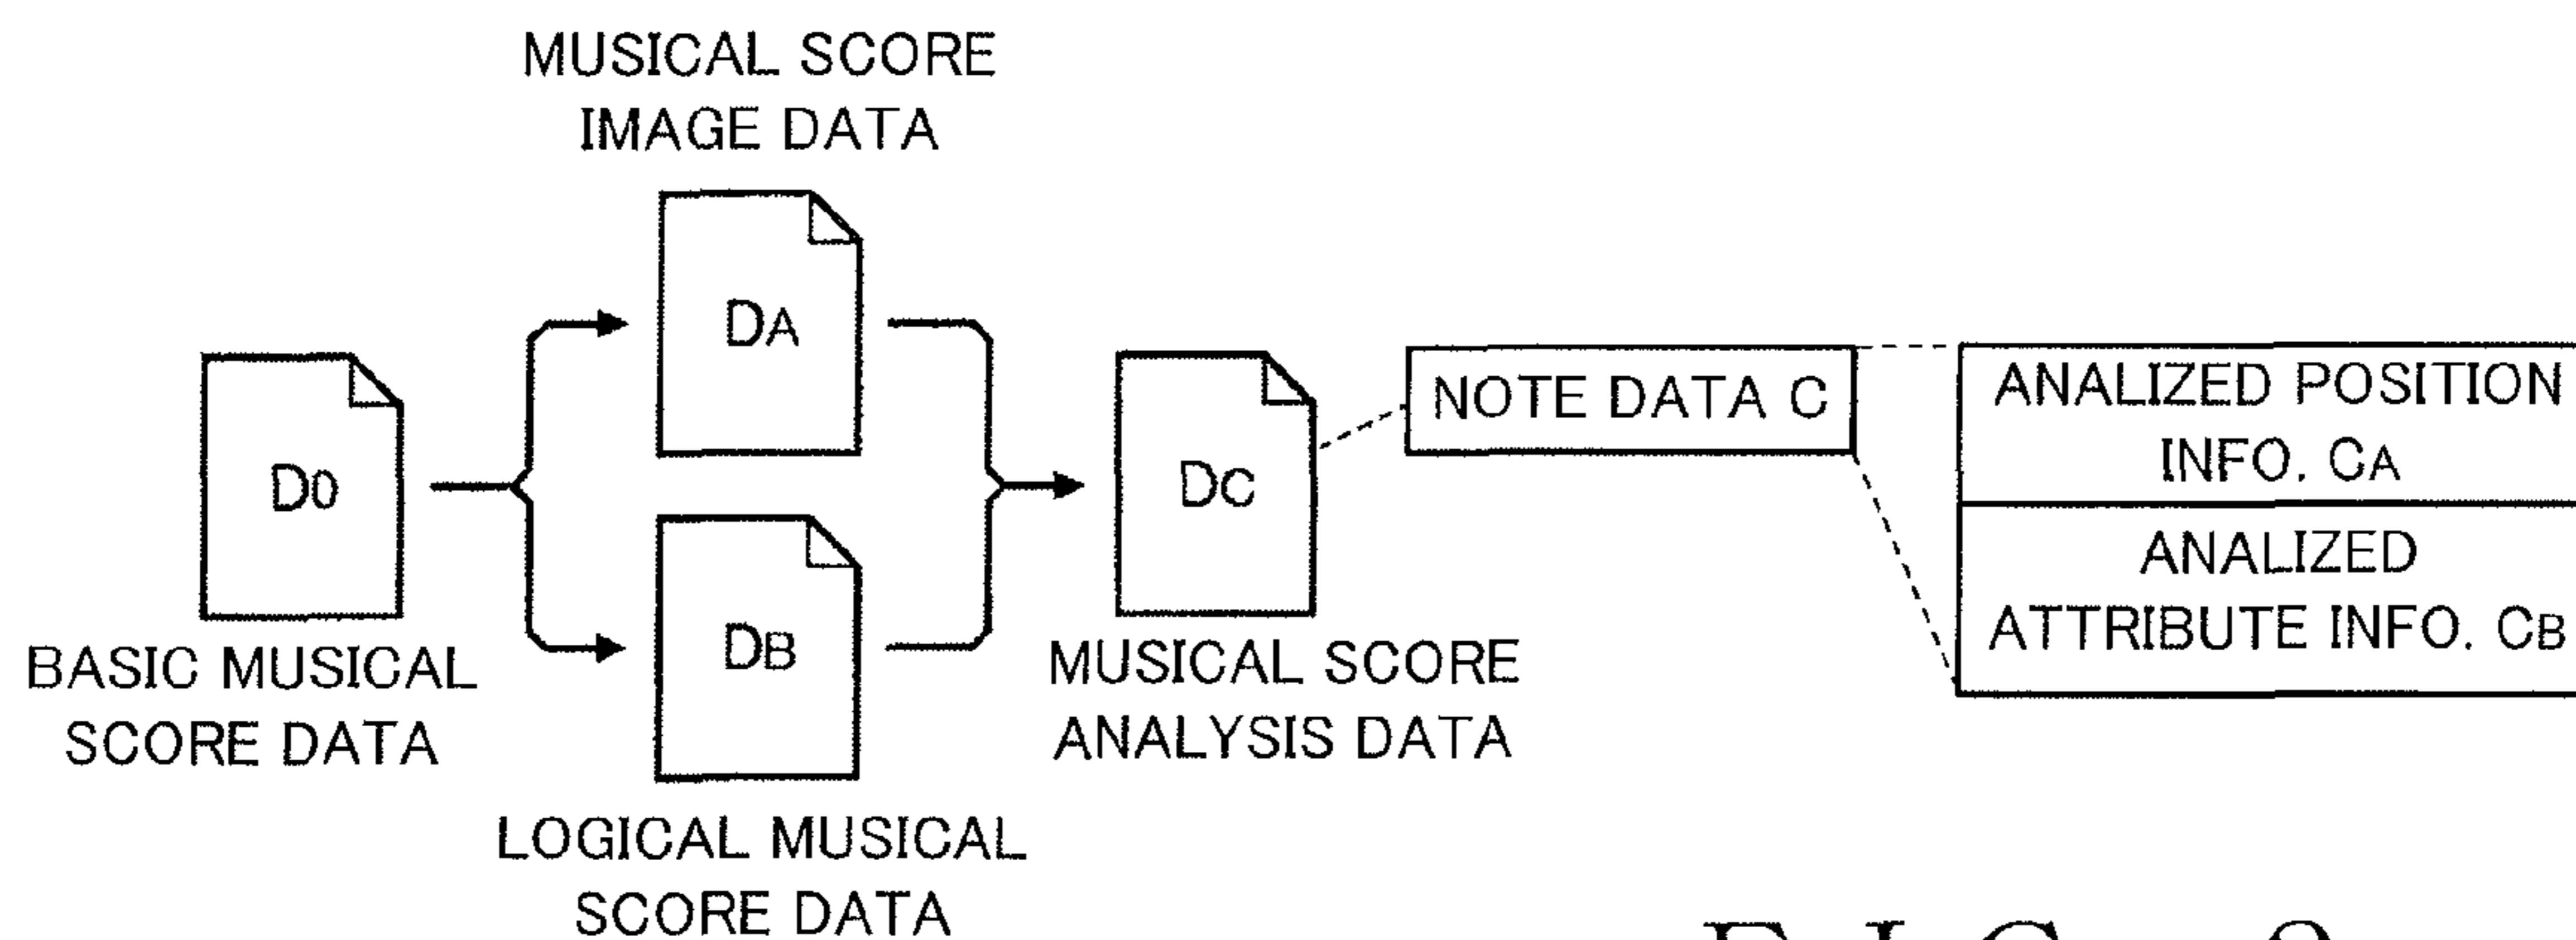 MUSICAL SCORE
IMAGE DATA
DA
D0
BASIC MUSICAL
SCORE DATA
DB
LOGICAL MUSICAL
SCORE DATA
DC
MUSICAL SCORE
ANALYSIS DATA
NOTE DATA C
ANALIZED POSITION
INFO. CA
ANALIZED
ATTRIBUTE INFO. CB